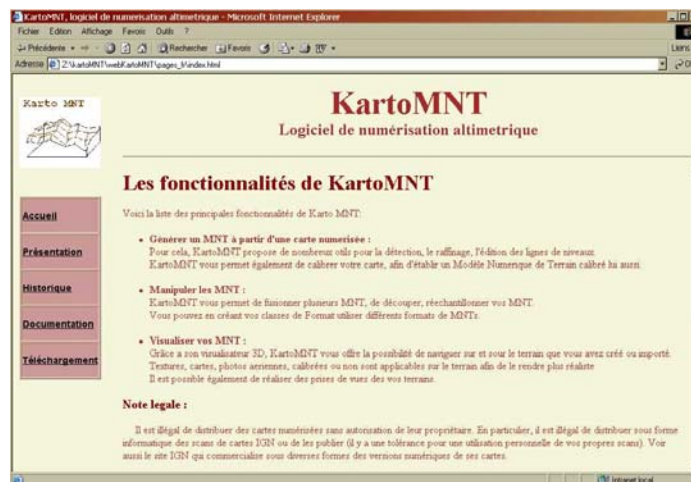 KartoMNT, logiciel de numerisation altimetrique - Microsoft Internet Explorer
Fichier Edition Affichage Favoris Outils ?
Précédente Rechercher Favoris
Liens
Adresse Z:\kartoMNT\webKartoMNT\pages_fr\index.html
Karto MNT
KartoMNT
Logiciel de numérisation altimetrique
Accueil
Présentation
Historique
Documentation
Téléchargement
Les fonctionnalités de KartoMNT
Voici la liste des principales fonctionalités de Karto MNT:
• Générer un MNT à partir d'une carte numerisée :
Pour cela, KartoMNT propose de nombreux otils pour la détection, le raffinage, l'édition des lignes de niveaux
KartoMNT vous permet également de calibrer votre carte, afin d'établir un Modèle Numerique de Terrain calibré lui aussi
• Manipuler les MNT :
KartoMNT vous permet de fusionner plusieurs MNT, de découper, réechantillonner vos MNT.
Vous pouvez en créant vos classes de Format utiliser différents formats de MNTs.
• Visualiser vos MNT :
Grâce a son visualisateur 3D, KartoMNT vous offre la possibilité de naviguer sur et sour le terrain que vous avez créé ou importé.
Textures, cartes, photos aeriennes, calibrées ou non sont applicables sur le terrain afin de le rendre plus réaliste
Il est possible également de réaliser des prises de vues des vos terrains.
Note legale :
Il est illégal de distribuer des cartes numérisées sans autorisation de leur propriétaire. En particulier, il est illégal de distribuer sous forme
informatique des scans de cartes IGN ou de les publier (il y a une tolérance pour une utilisation personnelle de vos propres scans). Voir
aussi le site IGN qui commercialise sous diverses formes des versions numériques de ses cartes.
Intranet local